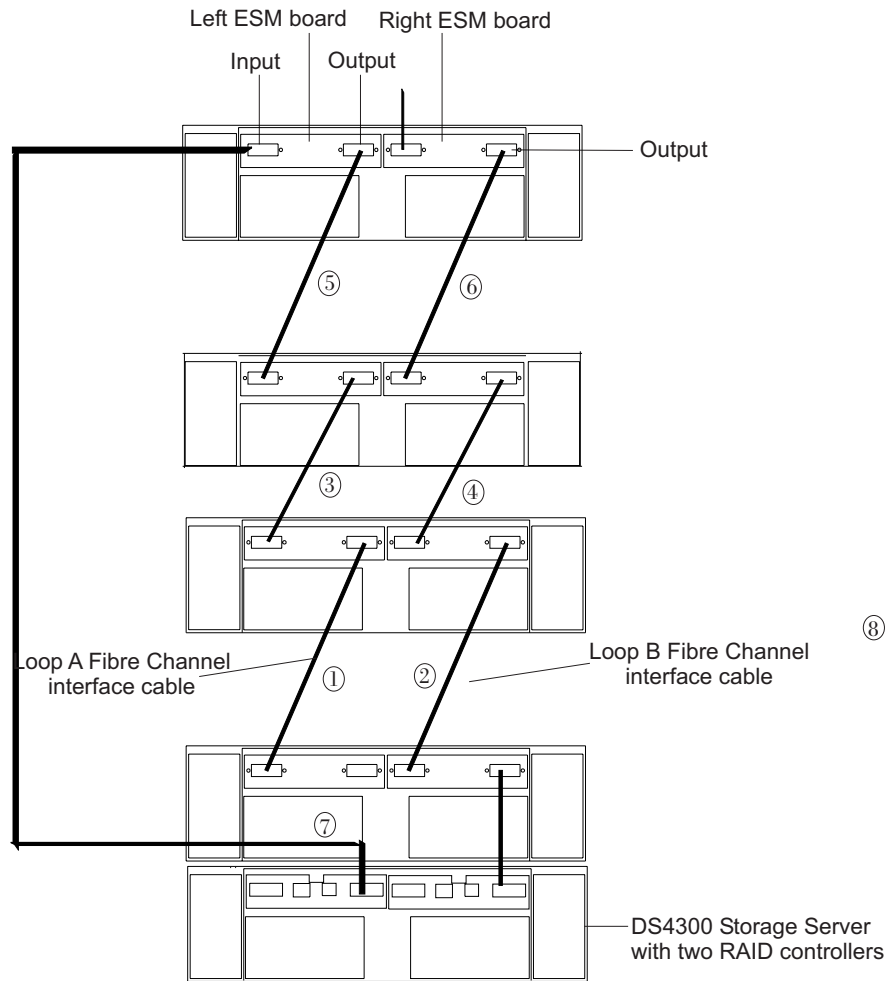 Left ESM board
Right ESM board
Input
Output
Output
⑤
⑥
③
④
⑧
Loop A Fibre Channel
interface cable
①
②
Loop B Fibre Channel
interface cable
⑦
DS4300 Storage Server
with two RAID controllers